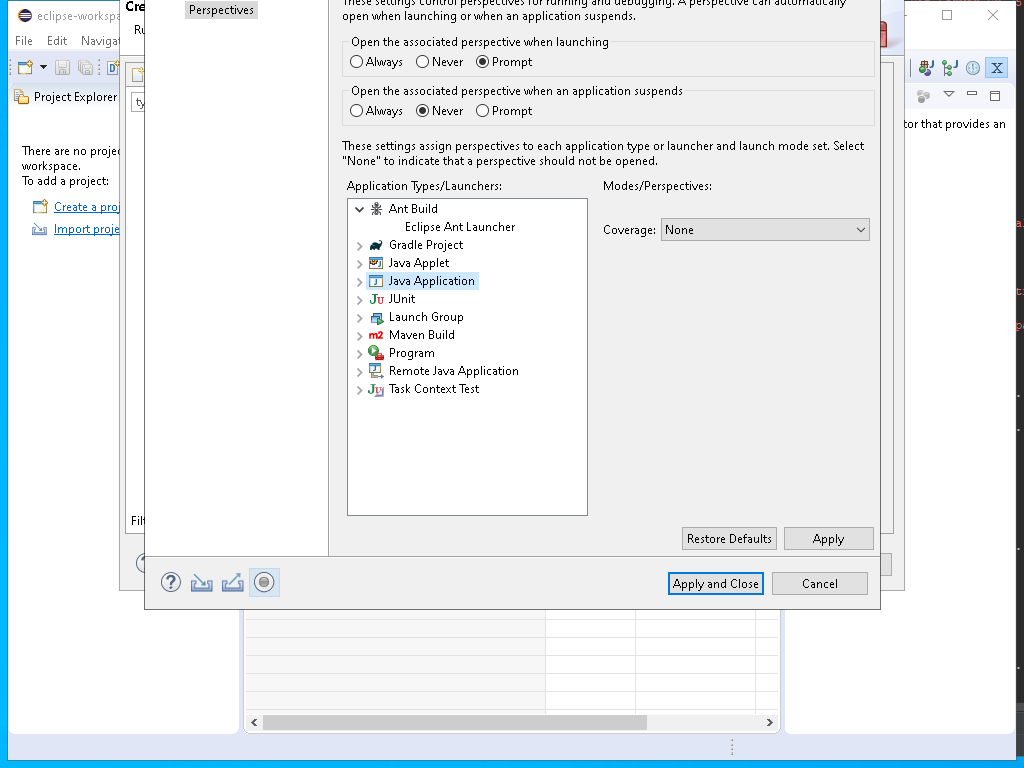 eclipse-workspa
Cre
Perspectives
These settings control perspectives for running and debugging. A perspective can automatically
open when launching or when an application suspends.
File Edit Navigat
Ru
Open the associated perspective when launching
Always Never Prompt
Open the associated perspective when an application suspends
Always Never Prompt
Project Explorer
ty
tor that provides an
There are no proje
workspace.
To add a project:
Create a proj
Import proje
These settings assign perspectives to each application type or launcher and launch mode set. Select
"None" to indicate that a perspective should not be opened.
Application Types/Launchers:
Modes/Perspectives:
Ant Build
Eclipse Ant Launcher
Coverage: None
Gradle Project
Java Applet
Java Application
JUnit
Launch Group
Maven Build
Program
Remote Java Application
Task Context Test
Filt
Restore Defaults Apply
Apply and Close Cancel